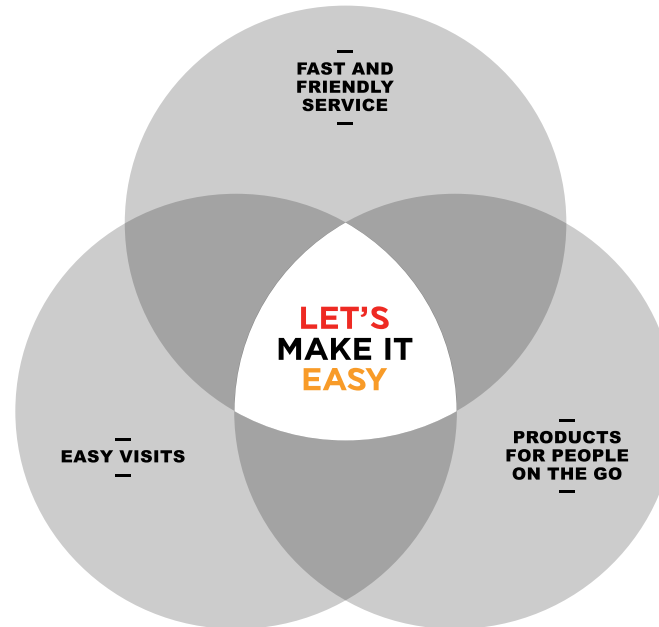 FAST AND
FRIENDLY
SERVICE
LET’S
MAKE IT
EASY
EASY VISITS
PRODUCTS
FOR PEOPLE
ON THE GO